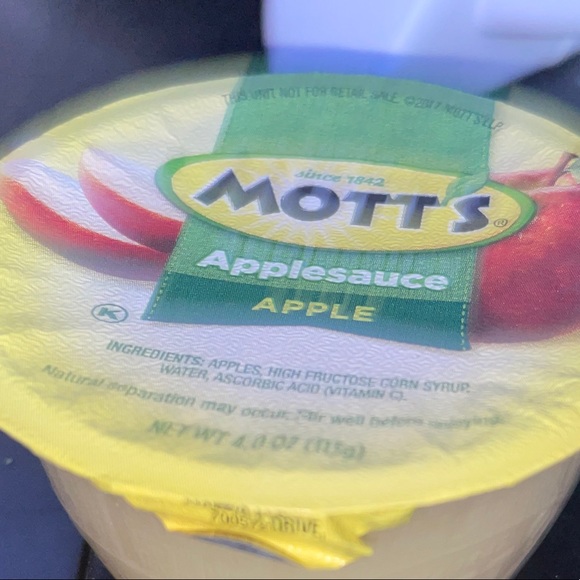 THIS UNIT NOT FOR RETAIL SALE. ©2017 MOTT'S LLP
since 1842
MOTT'S®
Applesauce
APPLE
K
INGREDIENTS: APPLES, HIGH FRUCTOSE CORN SYRUP,
WATER, ASCORBIC ACID (VITAMIN C).
Natural separation may occur. Stir well before enjoying.
NET WT 4.0 OZ (113g)